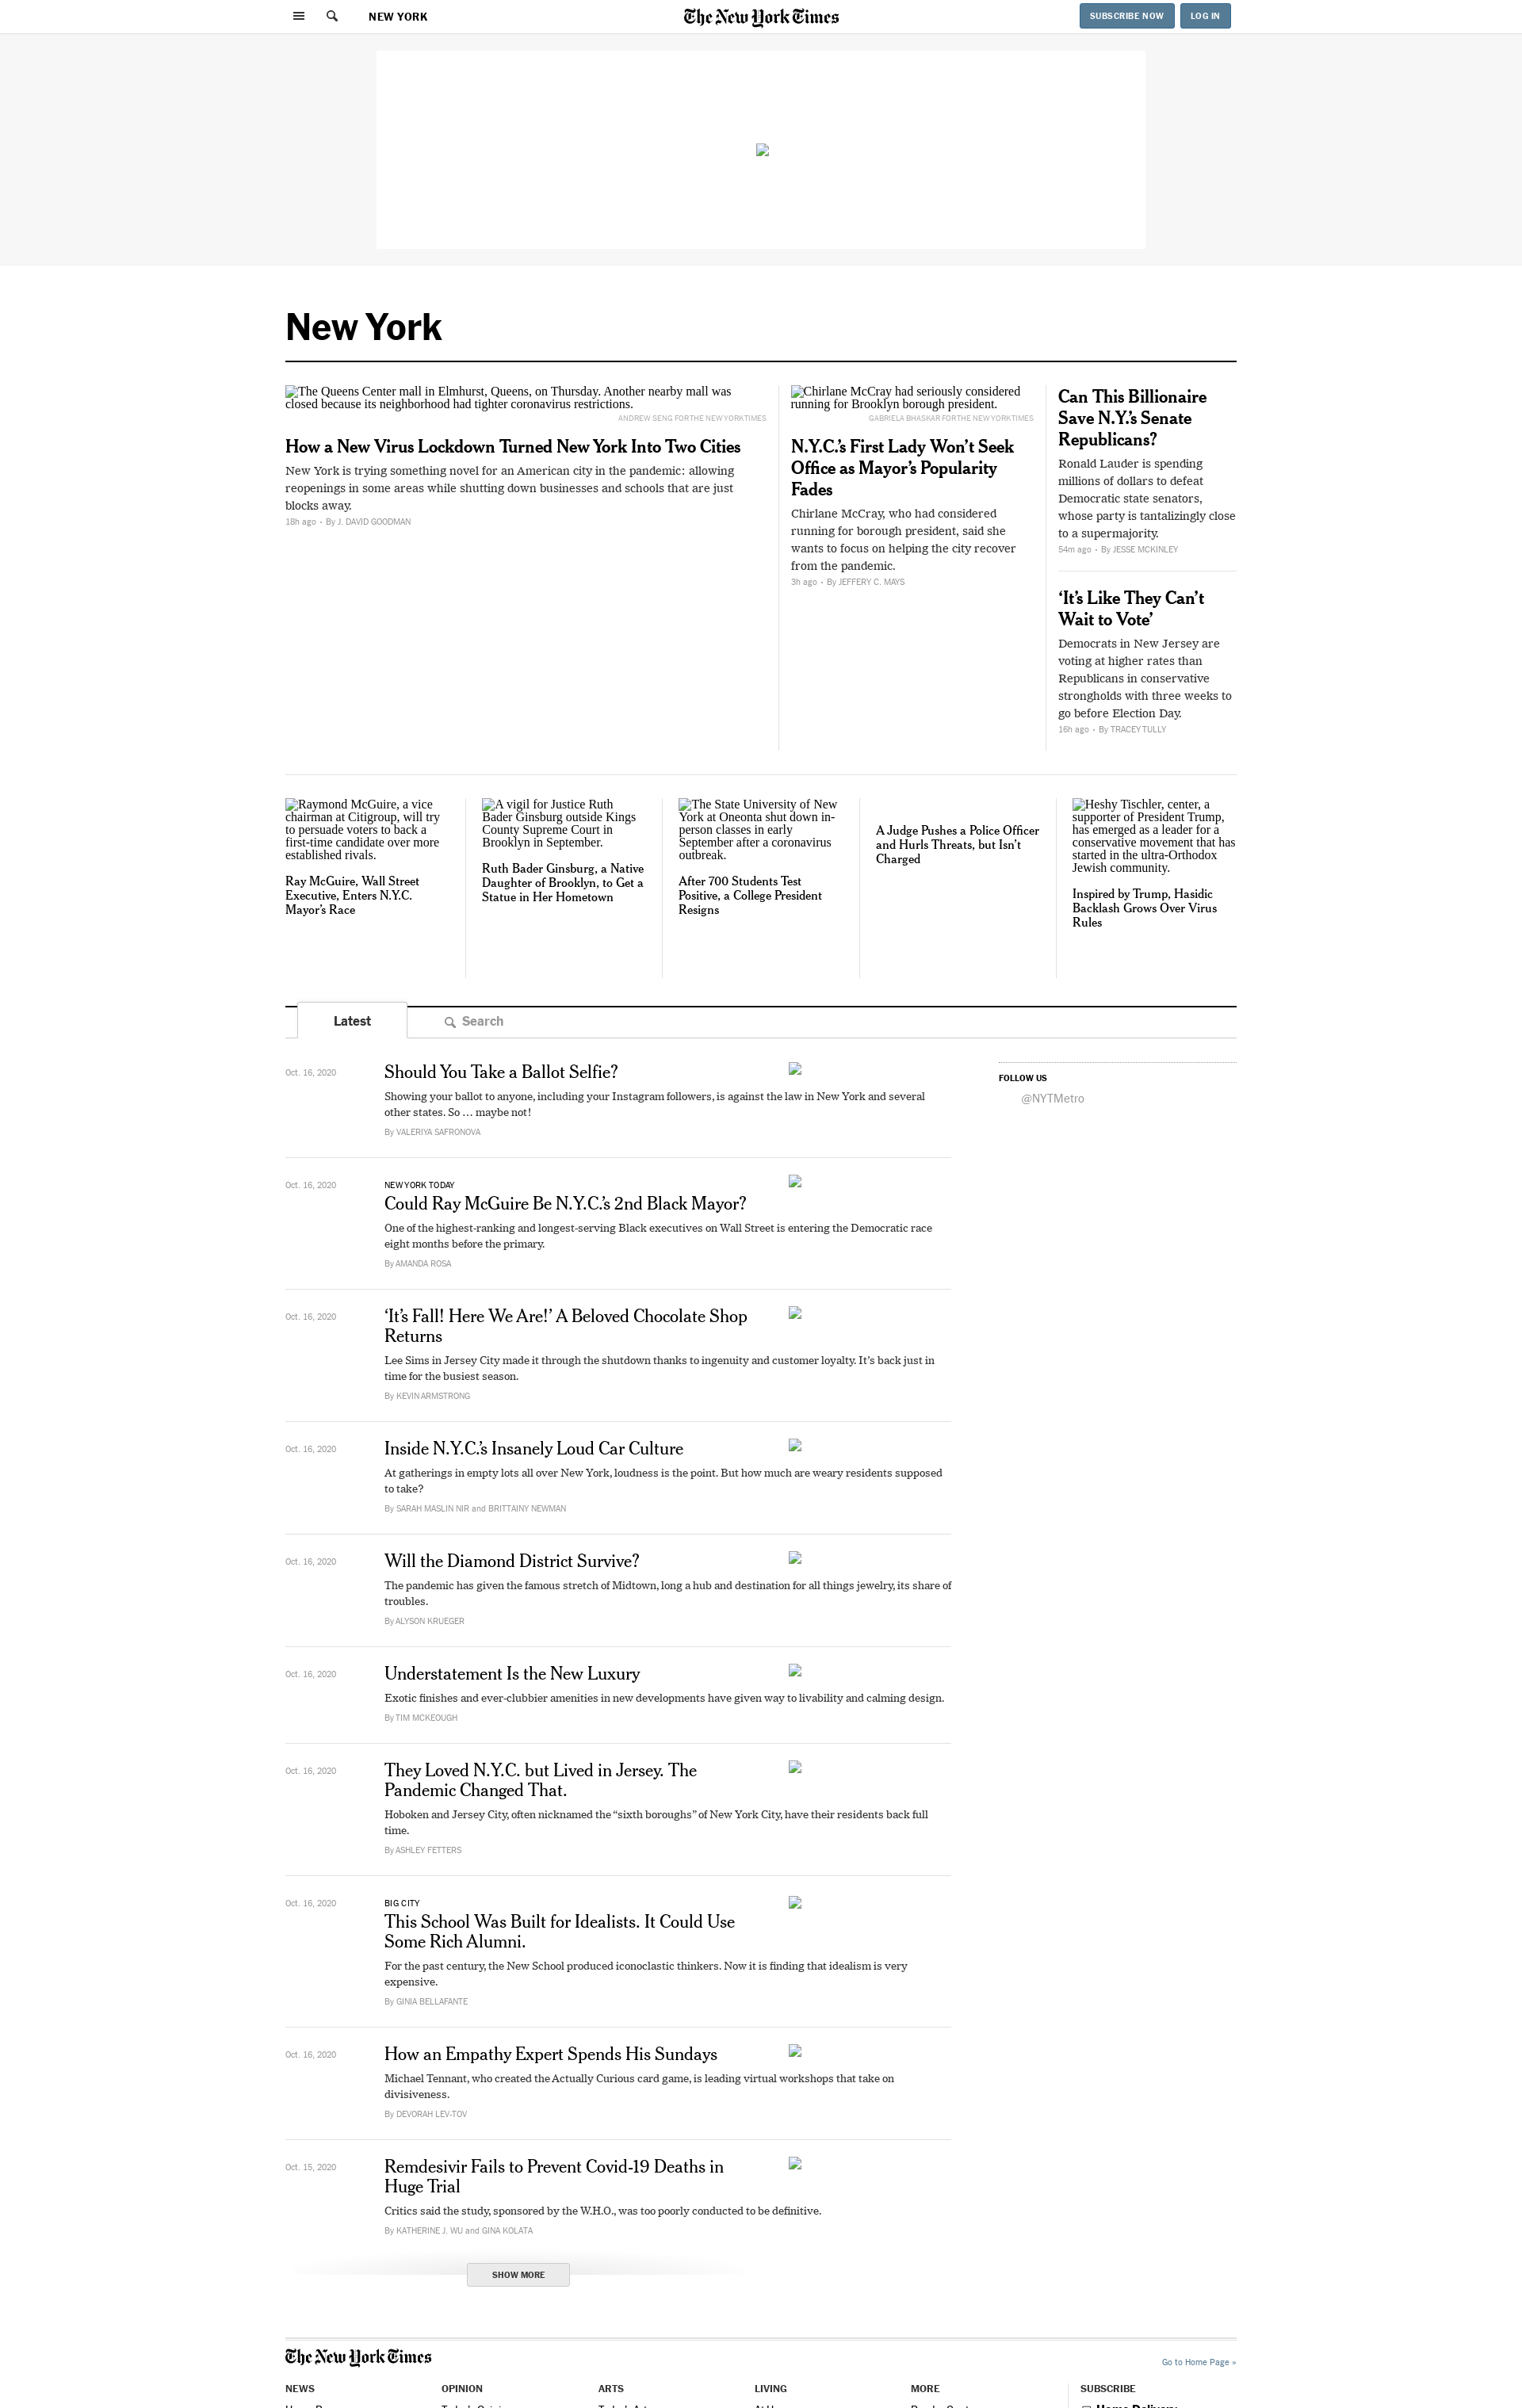 NEW YORK
The New York Times
SUBSCRIBE NOW
LOG IN
New York
The Queens Center mall in Elmhurst, Queens, on Thursday. Another nearby mall was
closed because its neighborhood had tighter coronavirus restrictions.
ANDREW SENG FOR THE NEW YORK TIMES
How a New Virus Lockdown Turned New York Into Two Cities
New York is trying something novel for an American city in the pandemic: allowing
reopenings in some areas while shutting down businesses and schools that are just
blocks away.
18h ago • By J. DAVID GOODMAN
Chirlane McCray had seriously considered
running for Brooklyn borough president.
GABRIELA BHASKAR FOR THE NEW YORK TIMES
N.Y.C.’s First Lady Won’t Seek
Office as Mayor’s Popularity
Fades
Chirlane McCray, who had considered
running for borough president, said she
wants to focus on helping the city recover
from the pandemic.
3h ago • By JEFFERY C. MAYS
Can This Billionaire
Save N.Y.’s Senate
Republicans?
Ronald Lauder is spending
millions of dollars to defeat
Democratic state senators,
whose party is tantalizingly close
to a supermajority.
54m ago • By JESSE MCKINLEY
‘It’s Like They Can’t
Wait to Vote’
Democrats in New Jersey are
voting at higher rates than
Republicans in conservative
strongholds with three weeks to
go before Election Day.
16h ago • By TRACEY TULLY
Raymond McGuire, a vice
chairman at Citigroup, will try
to persuade voters to back a
first-time candidate over more
established rivals.
Ray McGuire, Wall Street
Executive, Enters N.Y.C.
Mayor’s Race
A vigil for Justice Ruth
Bader Ginsburg outside Kings
County Supreme Court in
Brooklyn in September.
Ruth Bader Ginsburg, a Native
Daughter of Brooklyn, to Get a
Statue in Her Hometown
The State University of New
York at Oneonta shut down in-
person classes in early
September after a coronavirus
outbreak.
After 700 Students Test
Positive, a College President
Resigns
A Judge Pushes a Police Officer
and Hurls Threats, but Isn’t
Charged
Heshy Tischler, center, a
supporter of President Trump,
has emerged as a leader for a
conservative movement that has
started in the ultra-Orthodox
Jewish community.
Inspired by Trump, Hasidic
Backlash Grows Over Virus
Rules
Latest
Search
Oct. 16, 2020
Should You Take a Ballot Selfie?
Showing your ballot to anyone, including your Instagram followers, is against the law in New York and several
other states. So … maybe not!
By VALERIYA SAFRONOVA
FOLLOW US
@NYTMetro
Oct. 16, 2020
NEW YORK TODAY
Could Ray McGuire Be N.Y.C.’s 2nd Black Mayor?
One of the highest-ranking and longest-serving Black executives on Wall Street is entering the Democratic race
eight months before the primary.
By AMANDA ROSA
Oct. 16, 2020
‘It’s Fall! Here We Are!’ A Beloved Chocolate Shop
Returns
Lee Sims in Jersey City made it through the shutdown thanks to ingenuity and customer loyalty. It’s back just in
time for the busiest season.
By KEVIN ARMSTRONG
Oct. 16, 2020
Inside N.Y.C.’s Insanely Loud Car Culture
At gatherings in empty lots all over New York, loudness is the point. But how much are weary residents supposed
to take?
By SARAH MASLIN NIR and BRITTAINY NEWMAN
Oct. 16, 2020
Will the Diamond District Survive?
The pandemic has given the famous stretch of Midtown, long a hub and destination for all things jewelry, its share of
troubles.
By ALYSON KRUEGER
Oct. 16, 2020
Understatement Is the New Luxury
Exotic finishes and ever-clubbier amenities in new developments have given way to livability and calming design.
By TIM MCKEOUGH
Oct. 16, 2020
They Loved N.Y.C. but Lived in Jersey. The
Pandemic Changed That.
Hoboken and Jersey City, often nicknamed the “sixth boroughs” of New York City, have their residents back full
time.
By ASHLEY FETTERS
Oct. 16, 2020
BIG CITY
This School Was Built for Idealists. It Could Use
Some Rich Alumni.
For the past century, the New School produced iconoclastic thinkers. Now it is finding that idealism is very
expensive.
By GINIA BELLAFANTE
Oct. 16, 2020
How an Empathy Expert Spends His Sundays
Michael Tennant, who created the Actually Curious card game, is leading virtual workshops that take on
divisiveness.
By DEVORAH LEV-TOV
Oct. 15, 2020
Remdesivir Fails to Prevent Covid-19 Deaths in
Huge Trial
Critics said the study, sponsored by the W.H.O., was too poorly conducted to be definitive.
By KATHERINE J. WU and GINA KOLATA
SHOW MORE
The New York Times
Go to Home Page »
NEWS
OPINION
ARTS
LIVING
MORE
SUBSCRIBE